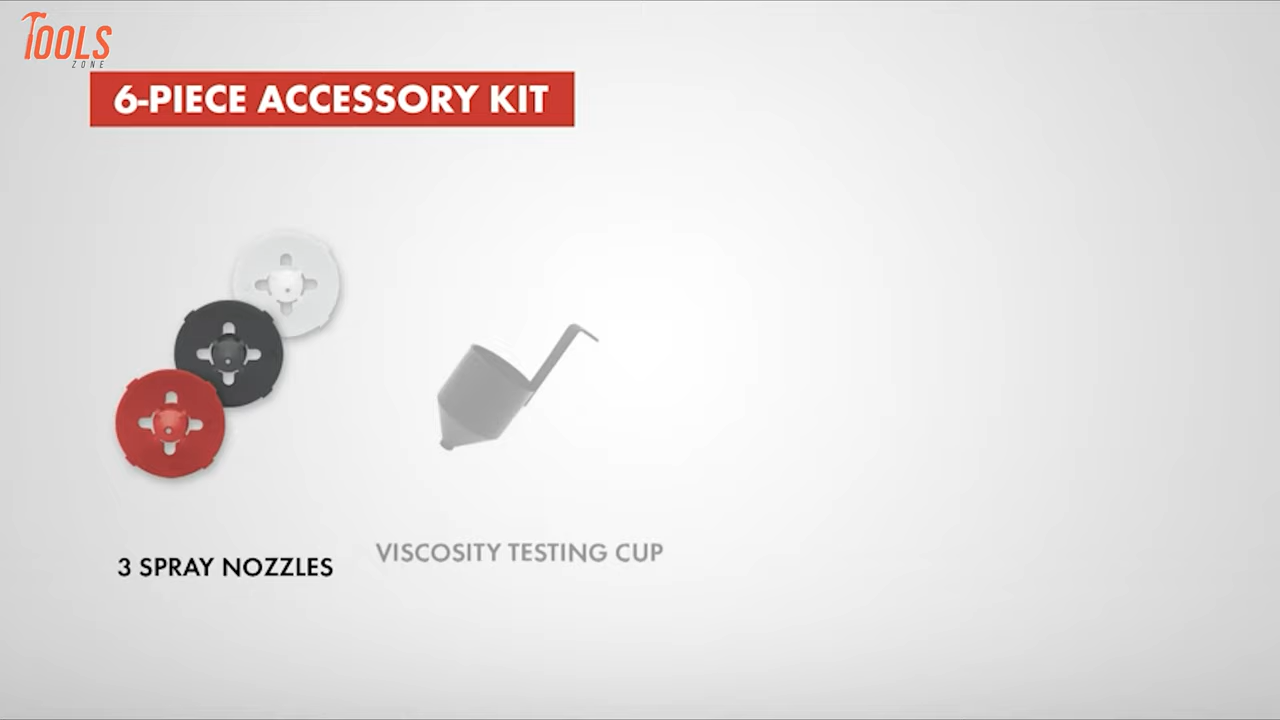 TOOLS
ZONE
6-PIECE ACCESSORY KIT
3 SPRAY NOZZLES
VISCOSITY TESTING CUP